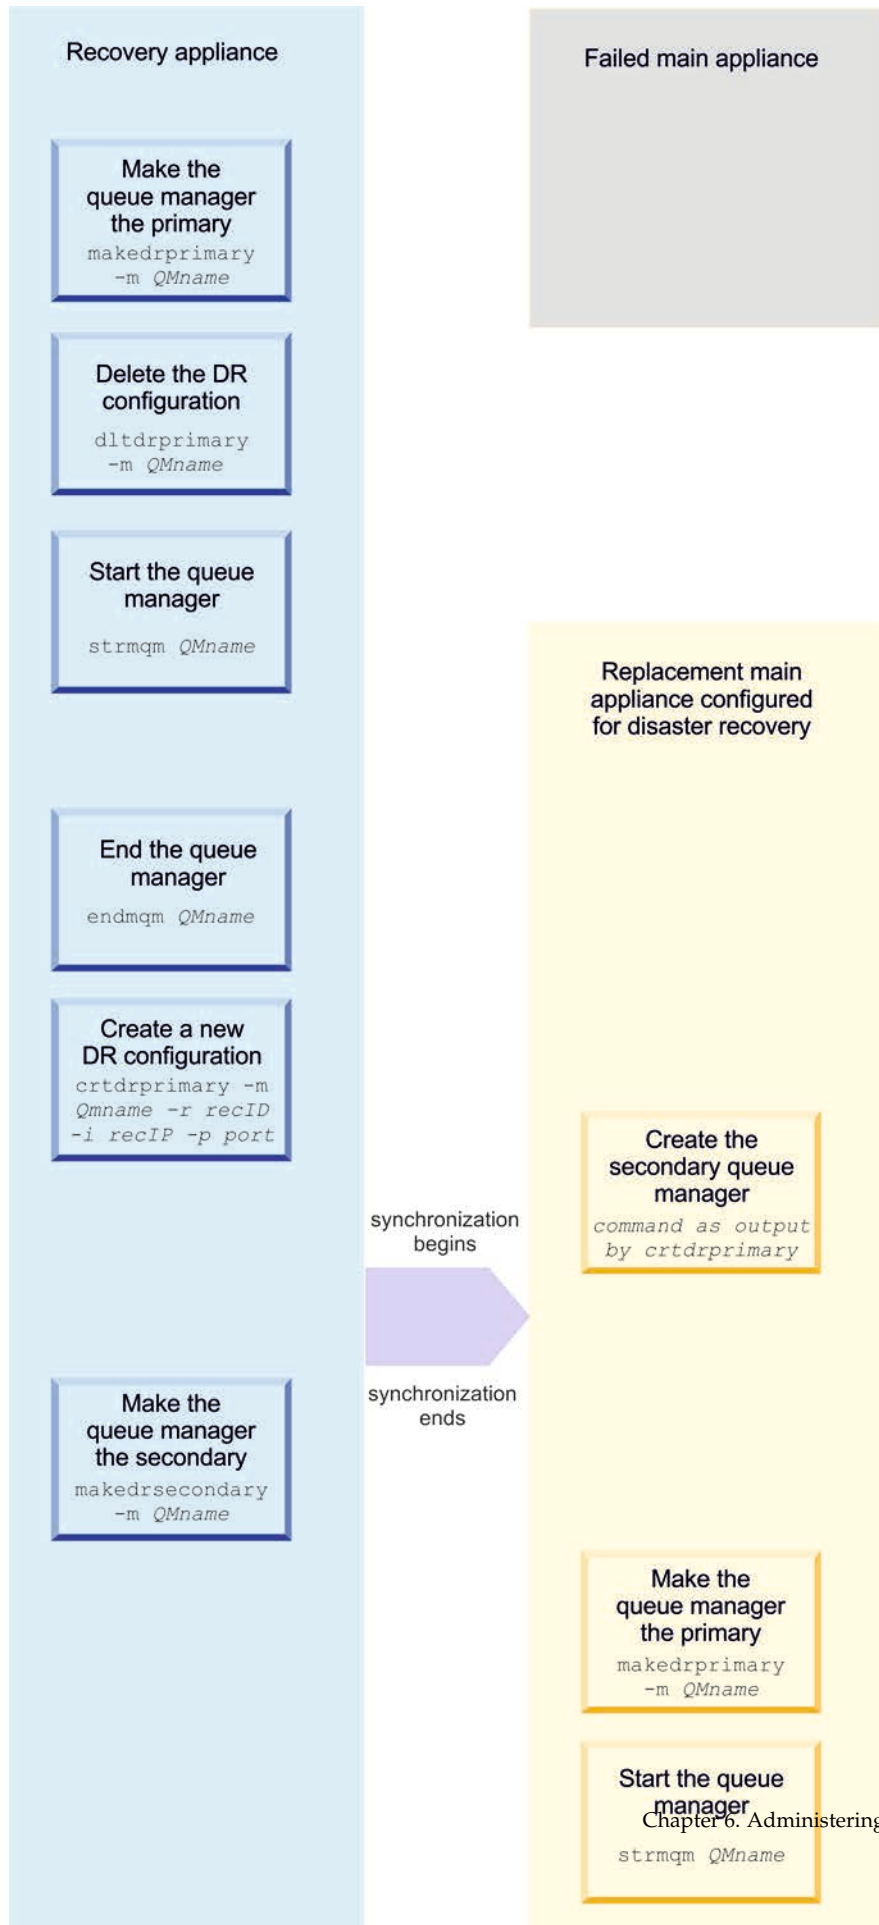 Recovery appliance
Failed main appliance
Make the
queue manager
the primary
makedrprimary
-m QMname
Delete the DR
configuration
dltdrprimary
-m QMname
Start the queue
manager
strmqm QMname
Replacement main
appliance configured
for disaster recovery
End the queue
manager
endmqm QMname
Create a new
DR configuration
crtdrprimary -m
Qmname -r recID
-i recIP -p port
Create the
secondary queue
manager
command as output
by crtdrprimary
synchronization
begins
synchronization
ends
Make the
queue manager
the secondary
makedrsecondary
-m QMname
Make the
queue manager
the primary
makedrprimary
-m QMname
Start the queue
manager
Chapter 6. Administering
strmqm QMname